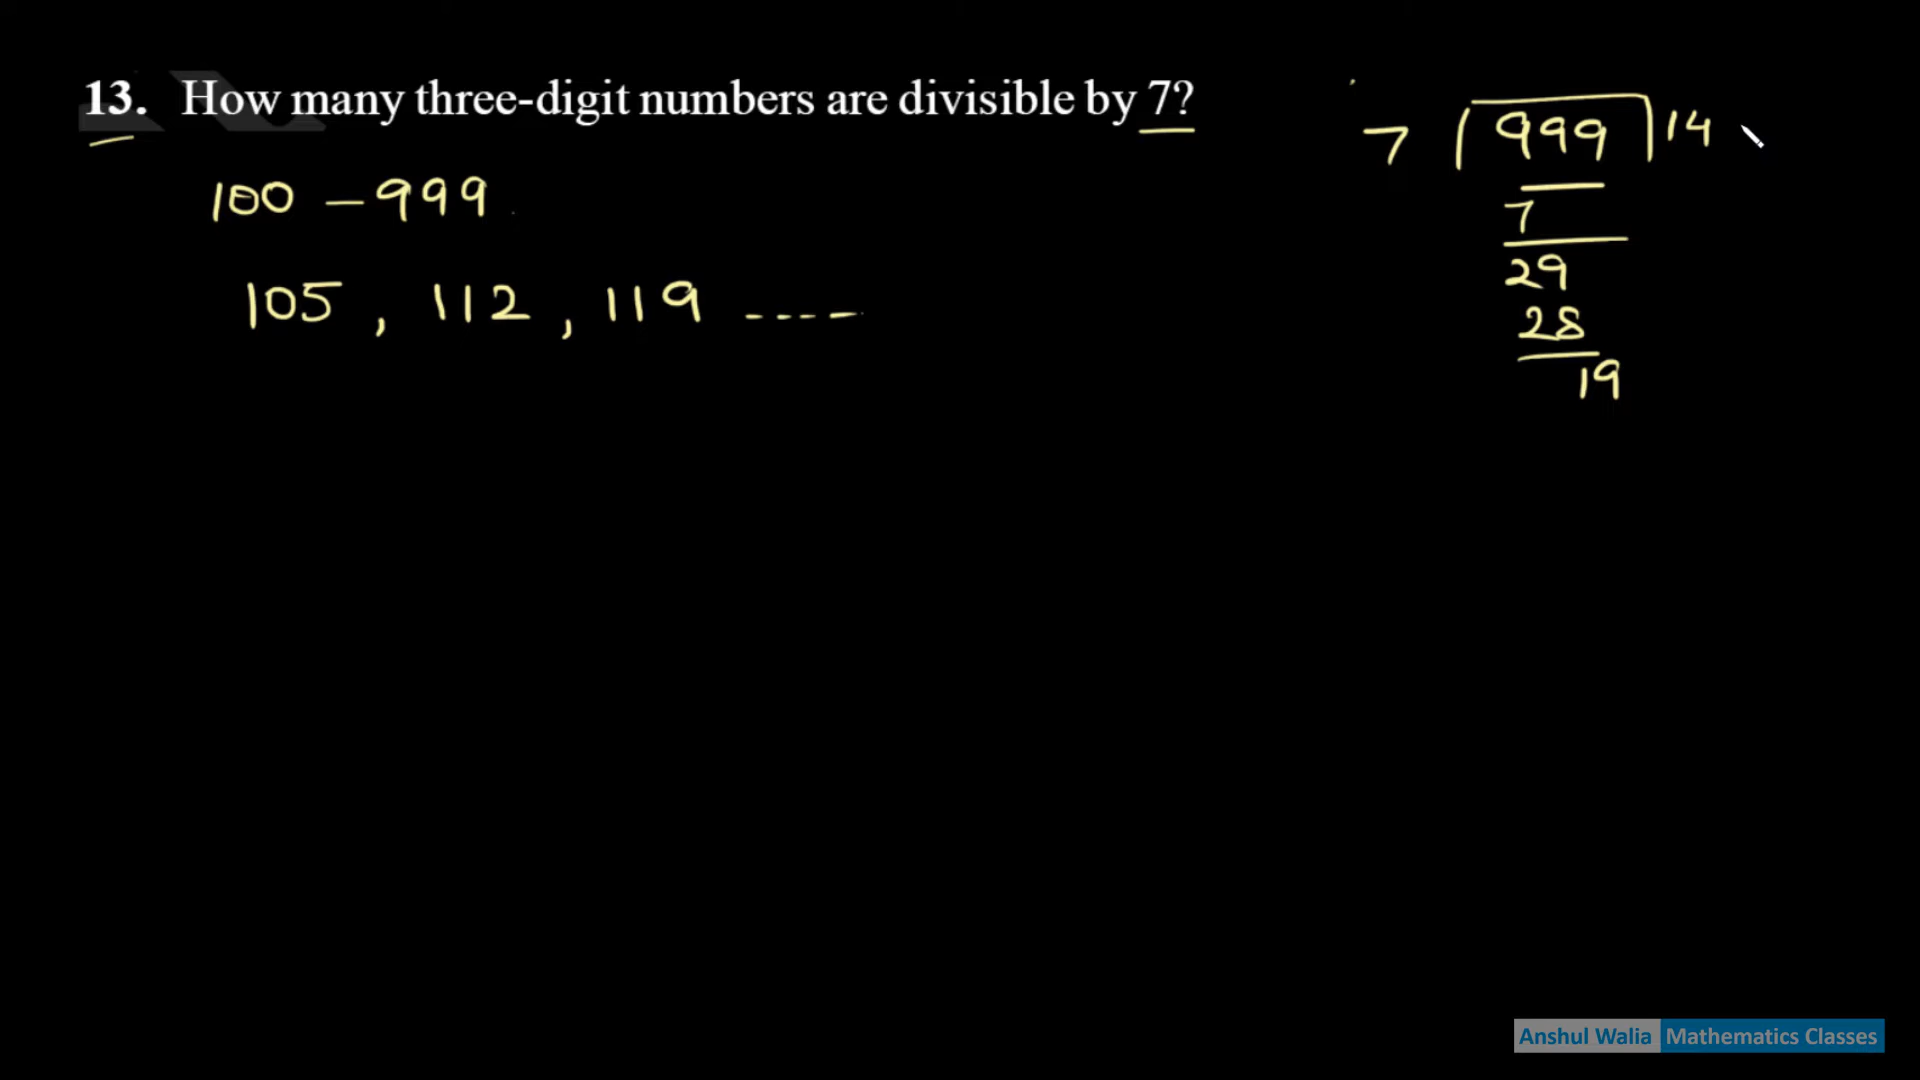 13. How many three-digit numbers are divisible by 7?
100 - 999
105, 112, 119 -----
7 ( 999 ) 14
7
29
28
19
Anshul Walia Mathematics Classes